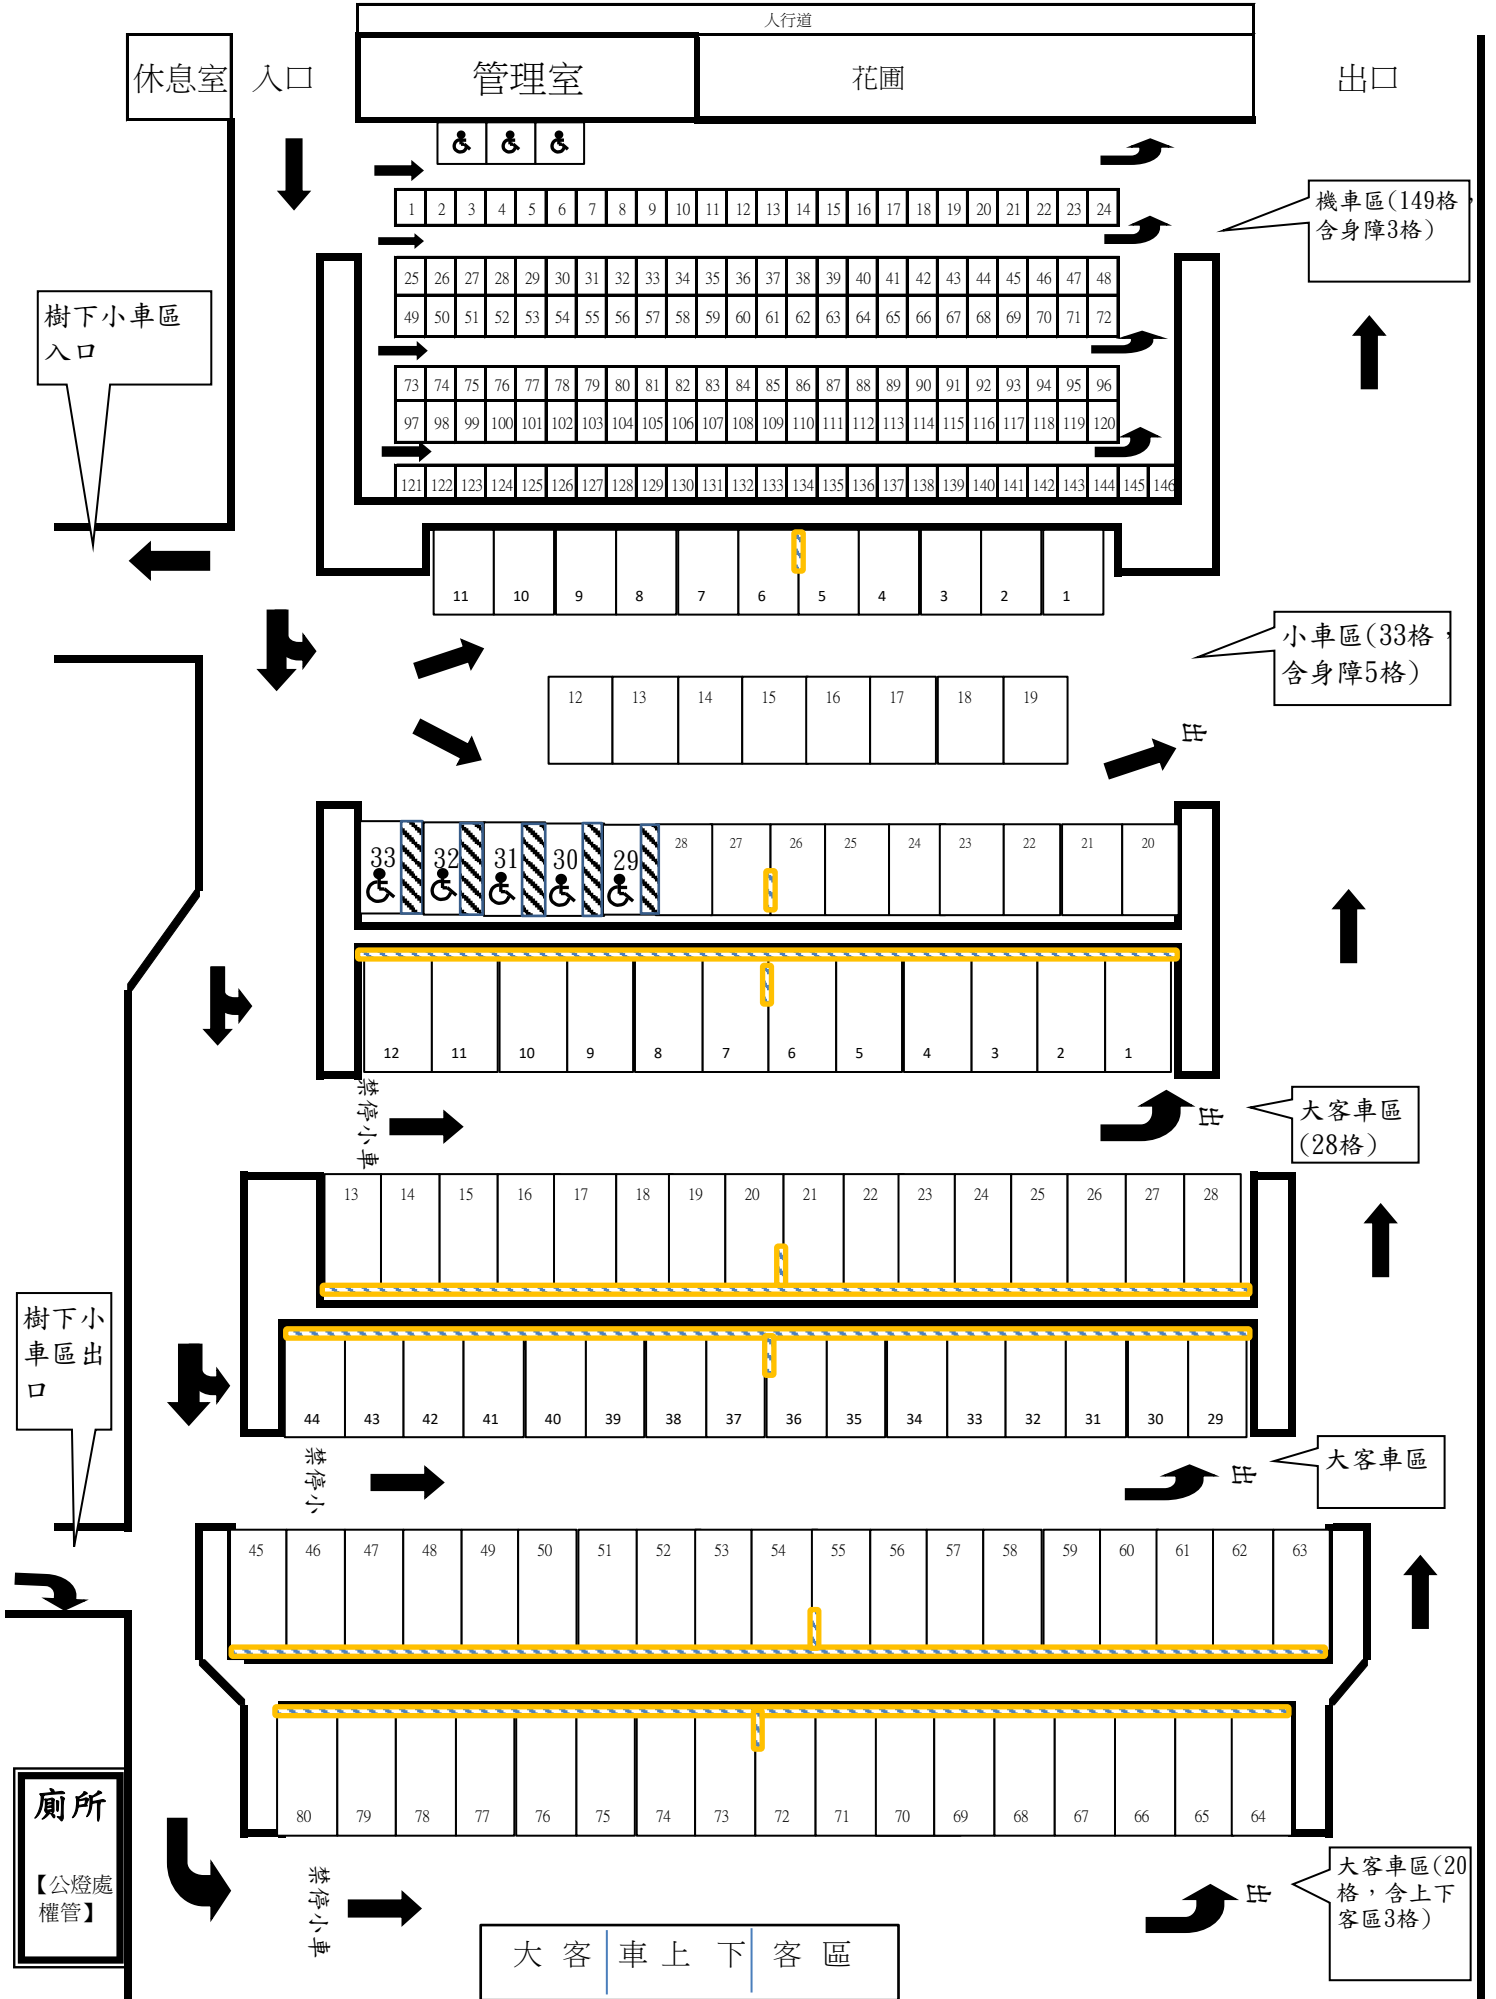 人行道
休息室 入口 管理室 花圃 出口
1 2 3 4 5 6 7 8 9 10 11 12 13 14 15 16 17 18 19 20 21 22 23 24
機車區(149格，
含身障3格)
25 26 27 28 29 30 31 32 33 34 35 36 37 38 39 40 41 42 43 44 45 46 47 48
49 50 51 52 53 54 55 56 57 58 59 60 61 62 63 64 65 66 67 68 69 70 71 72
樹下小車區
入口
73 74 75 76 77 78 79 80 81 82 83 84 85 86 87 88 89 90 91 92 93 94 95 96
97 98 99 100 101 102 103 104 105 106 107 108 109 110 111 112 113 114 115 116 117 118 119 120
121 122 123 124 125 126 127 128 129 130 131 132 133 134 135 136 137 138 139 140 141 142 143 144 145 146
11 10 9 8 7 6 5 4 3 2 1
小車區(33格，
含身障5格)
12 13 14 15 16 17 18 19
出
33 32 31 30 29 28 27 26 25 24 23 22 21 20
12 11 10 9 8 7 6 5 4 3 2 1
禁停小車
出
大客車區
(28格)
13 14 15 16 17 18 19 20 21 22 23 24 25 26 27 28
樹下小
車區出
口
44 43 42 41 40 39 38 37 36 35 34 33 32 31 30 29
禁停小
出
大客車區
45 46 47 48 49 50 51 52 53 54 55 56 57 58 59 60 61 62 63
80 79 78 77 76 75 74 73 72 71 70 69 68 67 66 65 64
廁所
【公燈處
權管】
禁停小車
出
大客車區(20
格，含上下
客區3格)
大客車上下客區